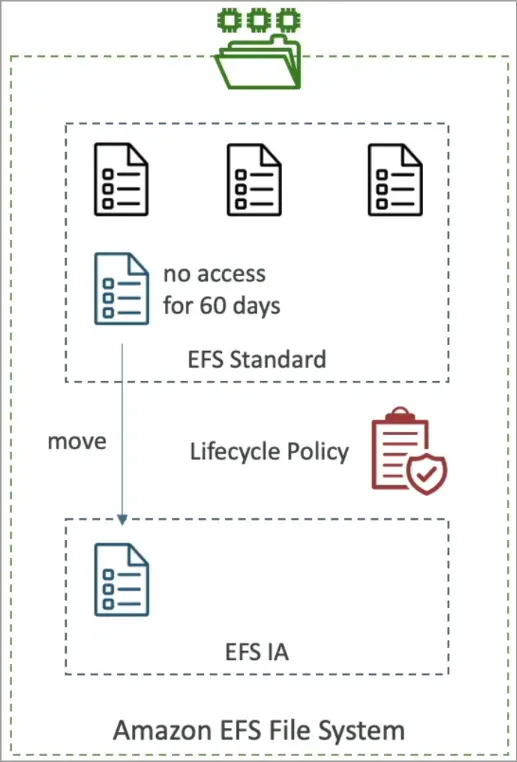 no access
for 60 days
EFS Standard
move
Lifecycle Policy
EFS IA
Amazon EFS File System